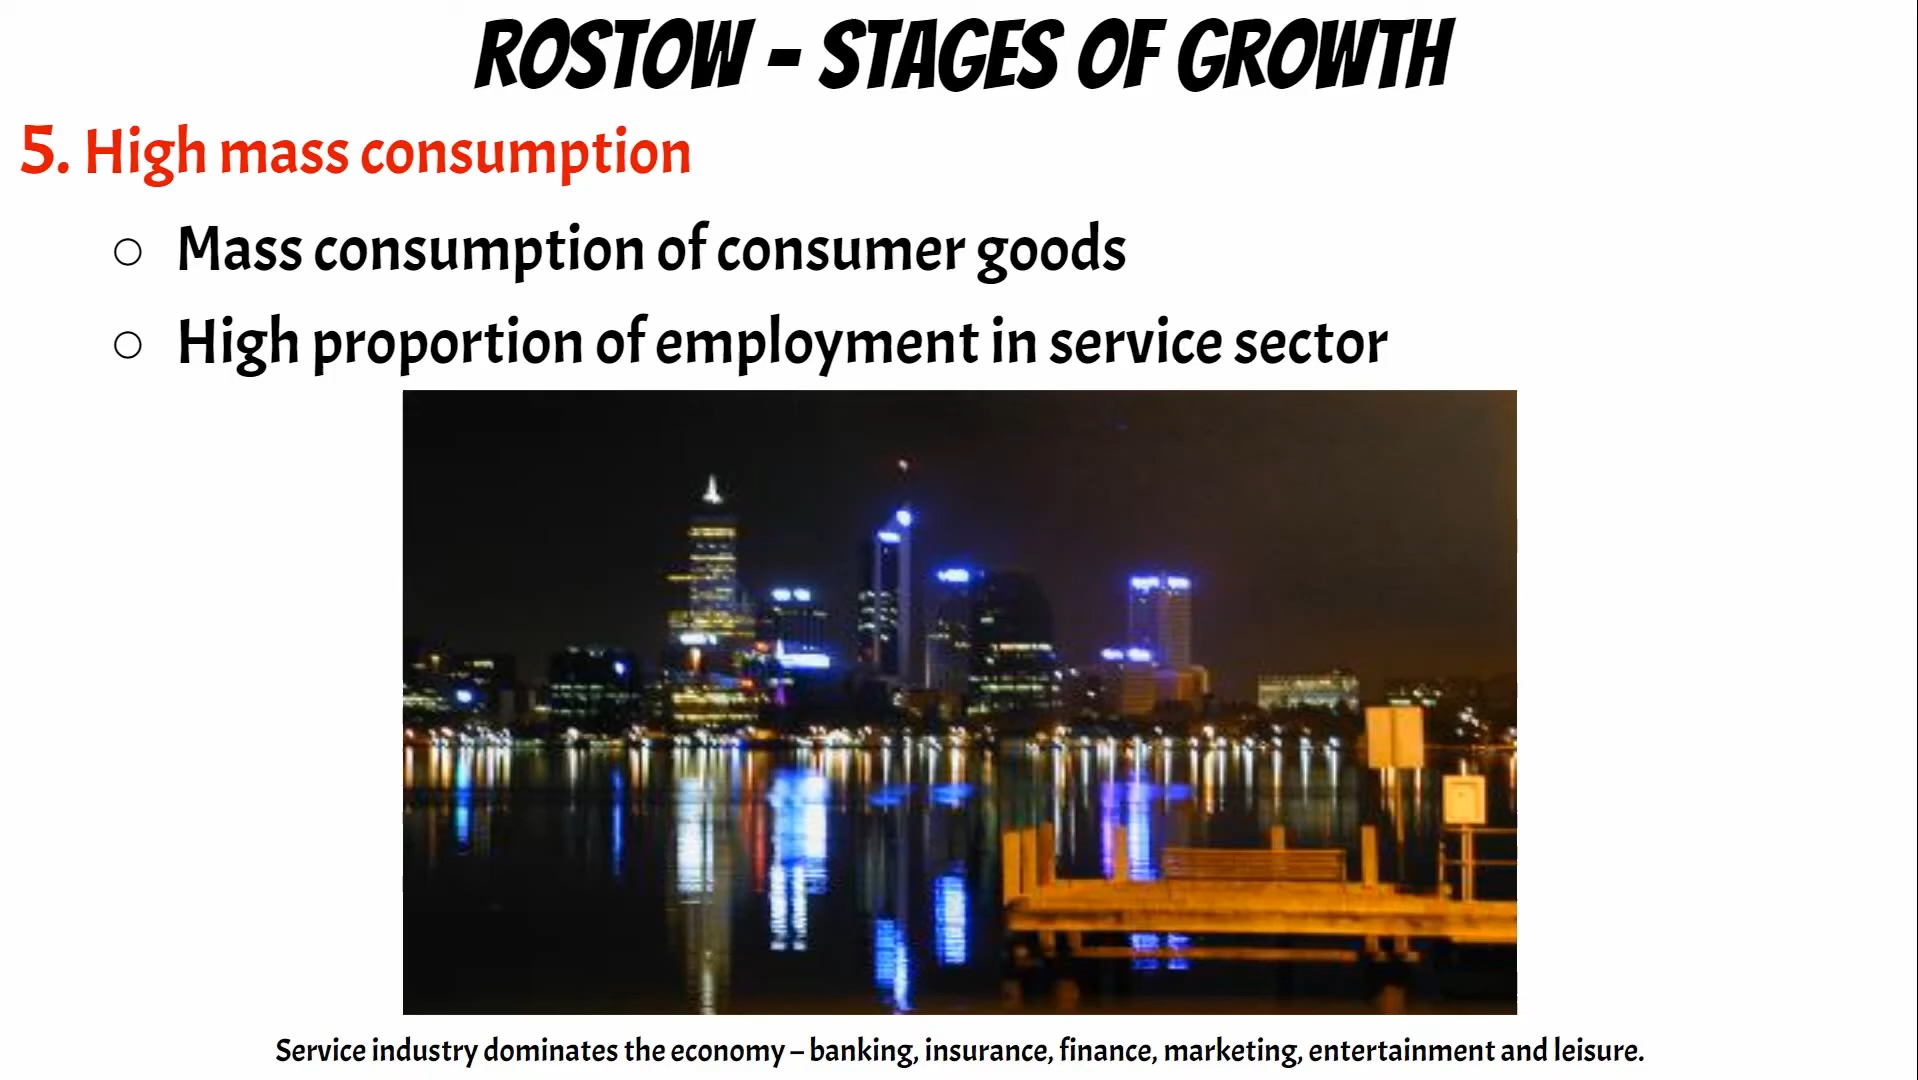 ROSTOW - STAGES OF GROWTH
5. High mass consumption
○ Mass consumption of consumer goods
○ High proportion of employment in service sector
Service industry dominates the economy – banking, insurance, finance, marketing, entertainment and leisure.